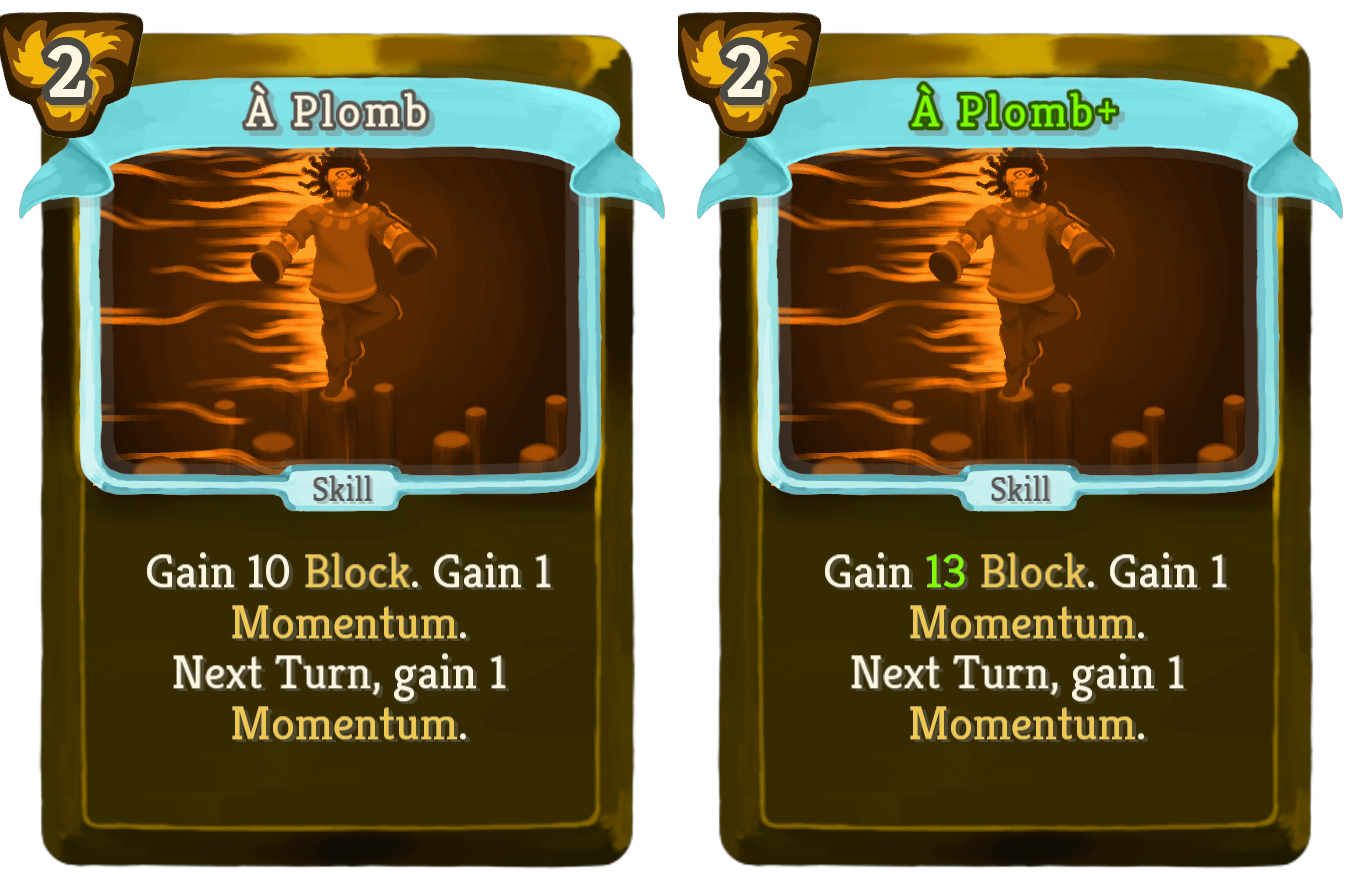 2
À Plomb
Skill
Gain 10 Block. Gain 1
Momentum.
Next Turn, gain 1
Momentum.
2
À Plomb+
Skill
Gain 13 Block. Gain 1
Momentum.
Next Turn, gain 1
Momentum.